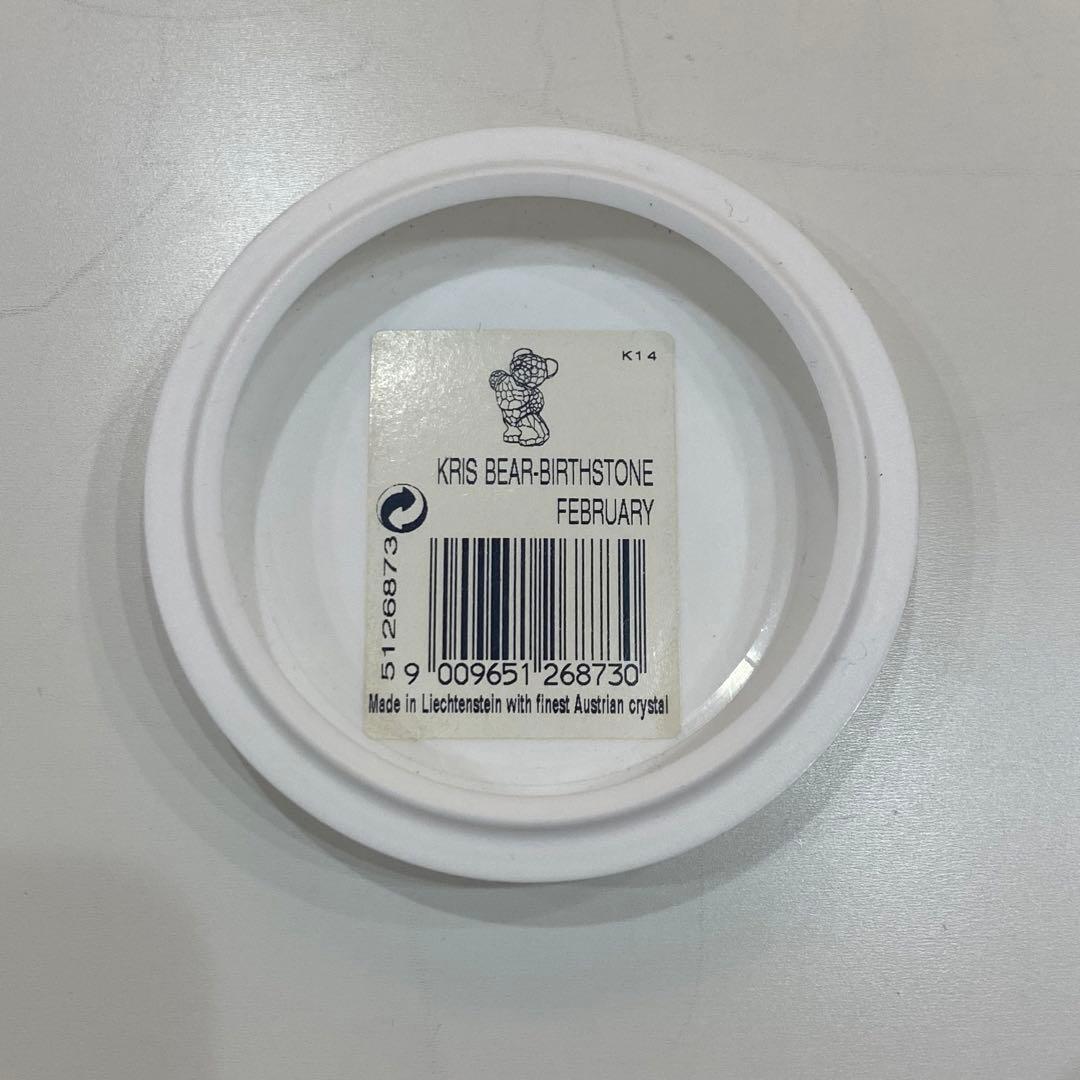 K14
KRIS BEAR-BIRTHSTONE
FEBRUARY
5126873
9 009651 268730
Made in Liechtenstein with finest Austrian crystal